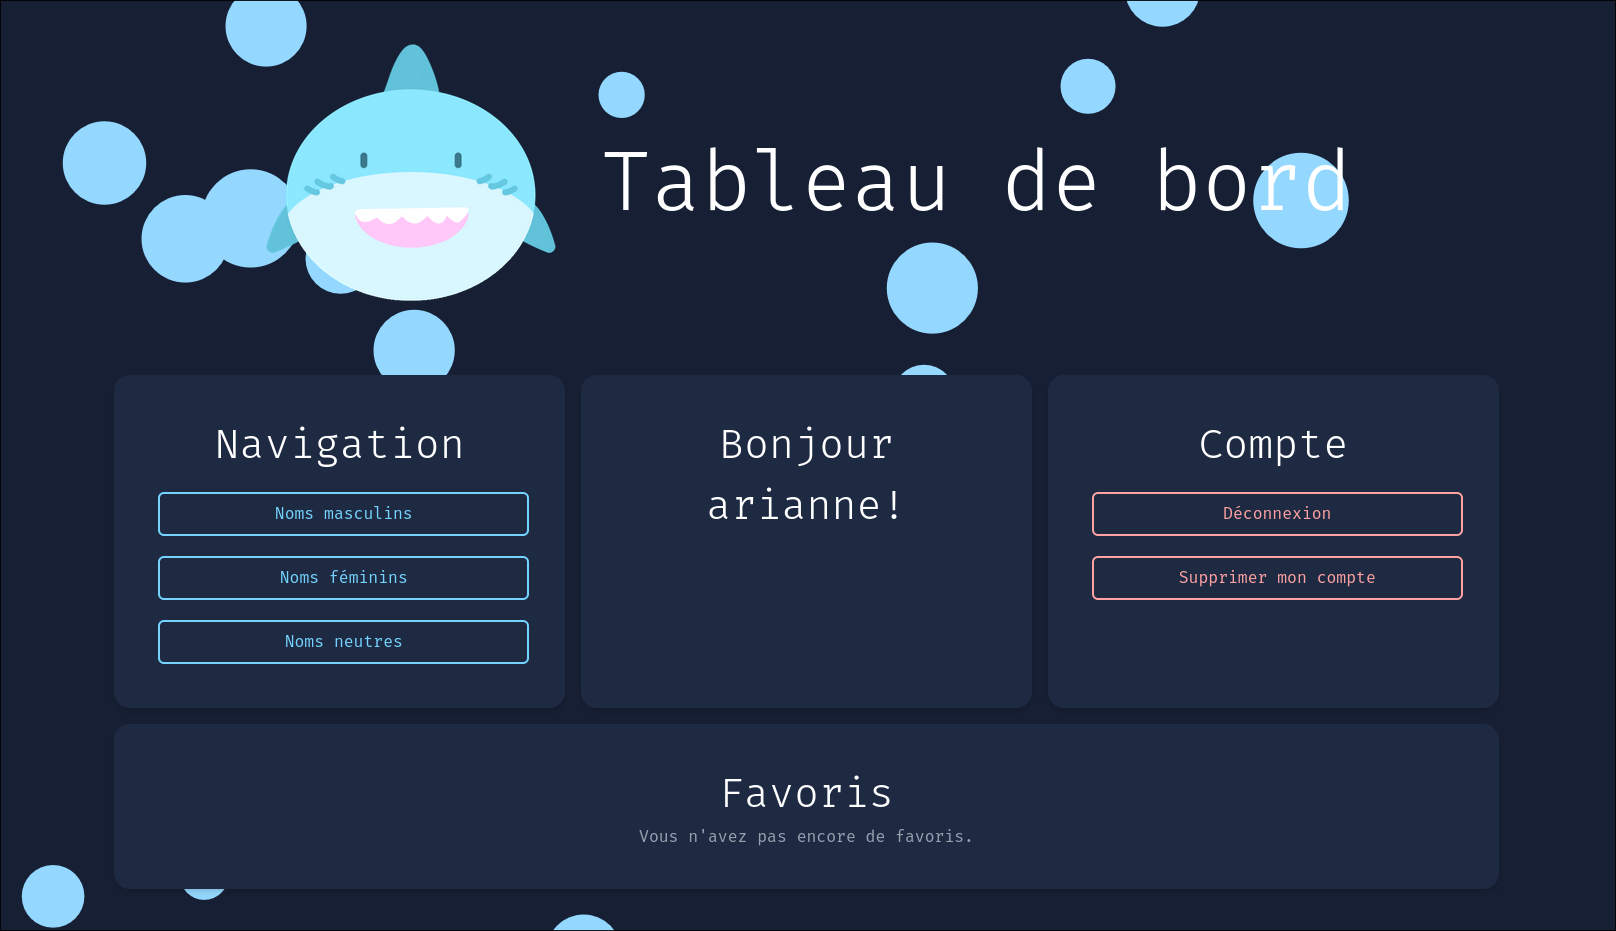 Tableau de bord
Navigation
Noms masculins
Noms féminins
Noms neutres
Bonjour
arianne!
Compte
Déconnexion
Supprimer mon compte
Favoris
Vous n'avez pas encore de favoris.